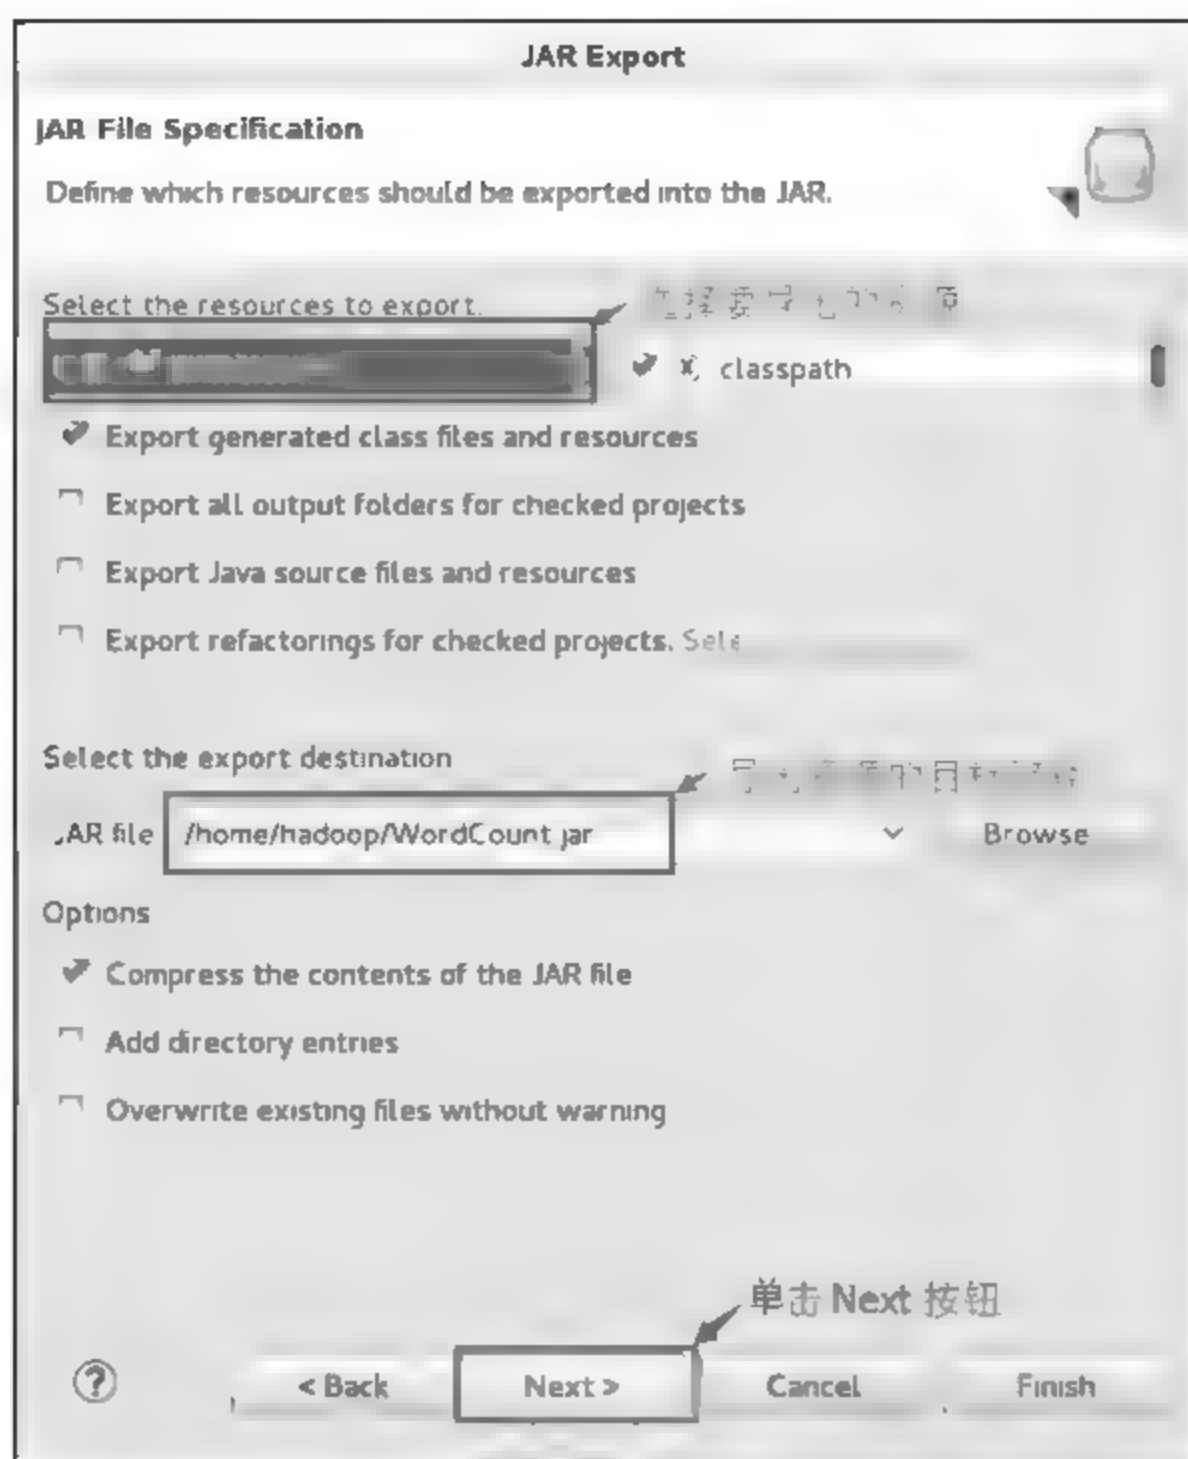 JAR Export
JAR File Specification
Define which resources should be exported into the JAR.
Select the resources to export.
classpath
Export generated class files and resources
Export all output folders for checked projects
Export Java source files and resources
Export refactorings for checked projects.
Select the export destination
JAR file /home/hadoop/WordCount jar Browse
Options
Compress the contents of the JAR file
Add directory entries
Overwrite existing files without warning
单击 Next 按钮
? < Back Next > Cancel Finish